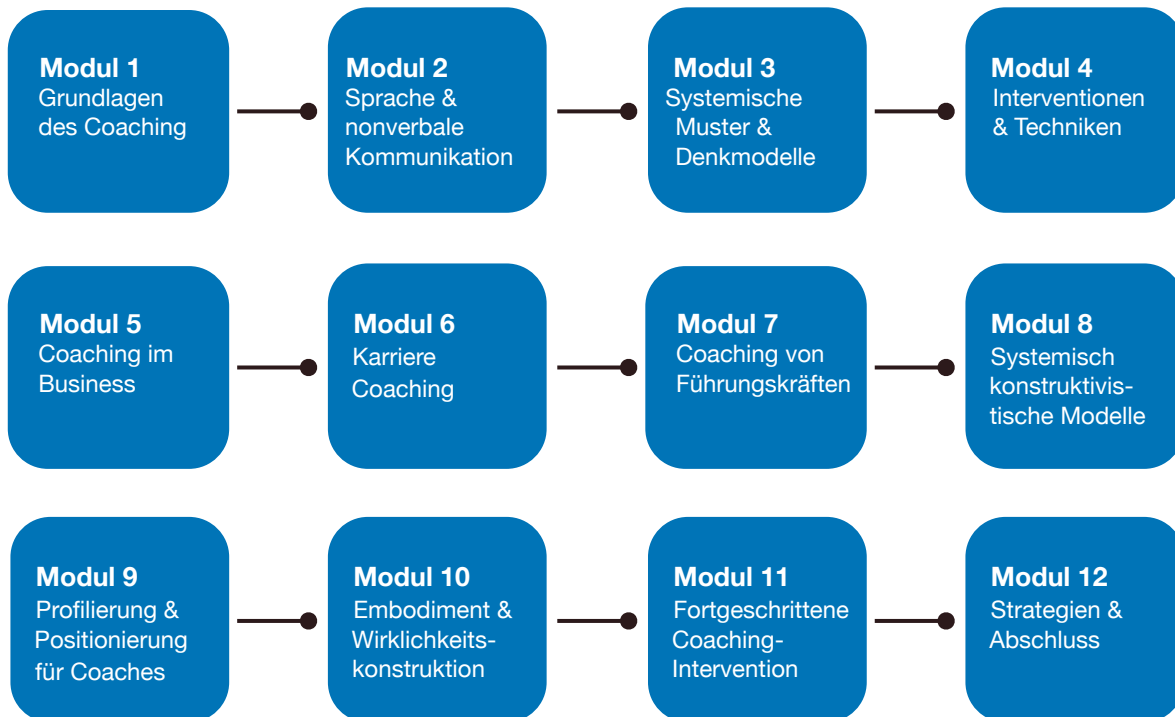 Modul 1
Grundlagen
des Coaching
Modul 2
Sprache &
nonverbale
Kommunikation
Modul 3
Systemische
Muster &
Denkmodelle
Modul 4
Interventionen
& Techniken
Modul 5
Coaching im
Business
Modul 6
Karriere
Coaching
Modul 7
Coaching von
Führungskräften
Modul 8
Systemisch
konstruktivis-
tische Modelle
Modul 9
Profilierung &
Positionierung
für Coaches
Modul 10
Embodiment &
Wirklichkeits-
konstruktion
Modul 11
Fortgeschrittene
Coaching-
Intervention
Modul 12
Strategien &
Abschluss